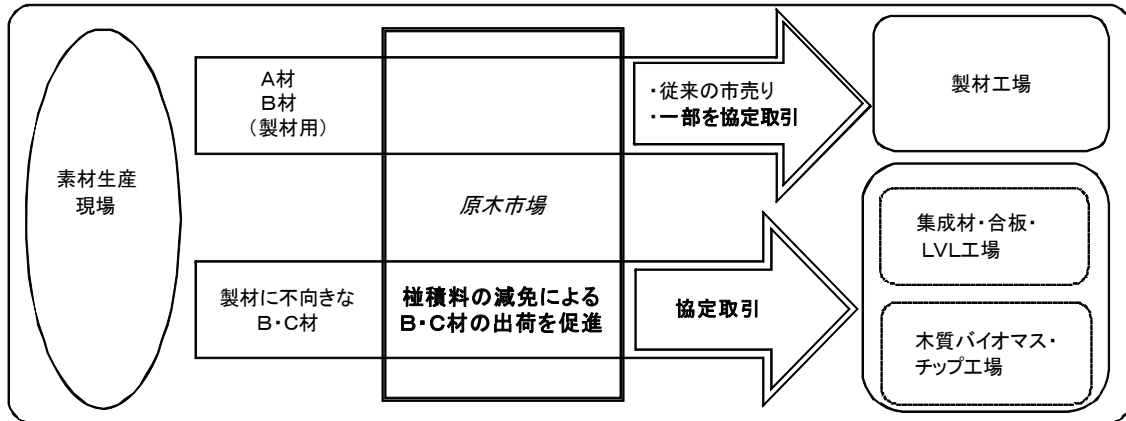 素材生産
現場
A材
B材
(製材用)
製材に不向きな
B・C材
原木市場
椪積料の減免による
B・C材の出荷を促進
・従来の市売り
・一部を協定取引
協定取引
製材工場
集成材・合板・
LVL工場
木質バイオマス・
チップ工場